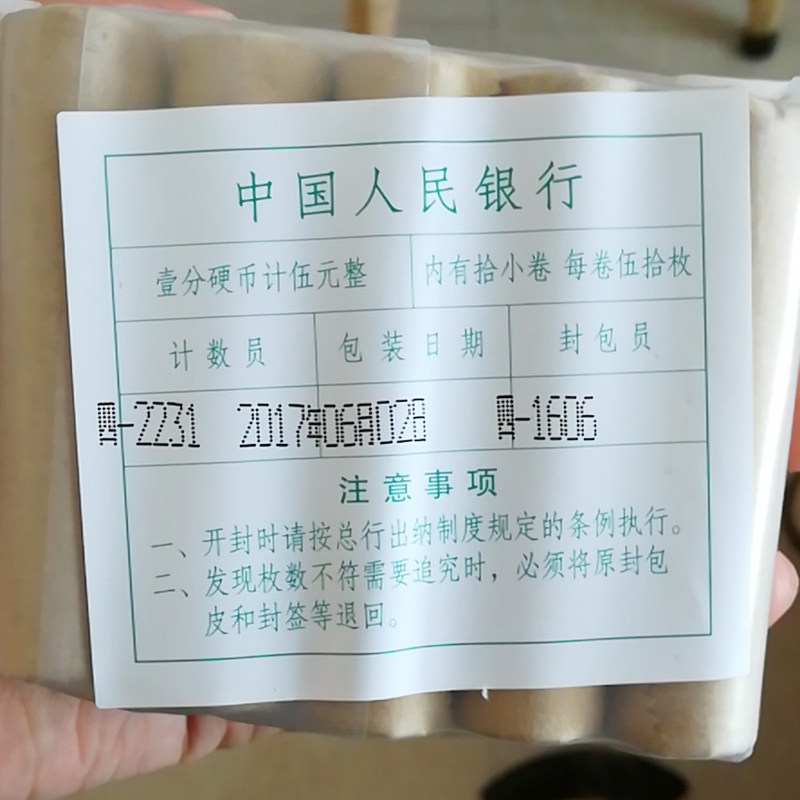 中国人民银行
壹分硬币计伍元整 内有拾小卷 每卷伍拾枚
计数员 包装日期 封包员
-2231 2017年06月028 -1606
注意事项
一、开封时请按总行出纳制度规定的条例执行。
二、发现枚数不符需要追究时，必须将原封包
皮和封签等退回。